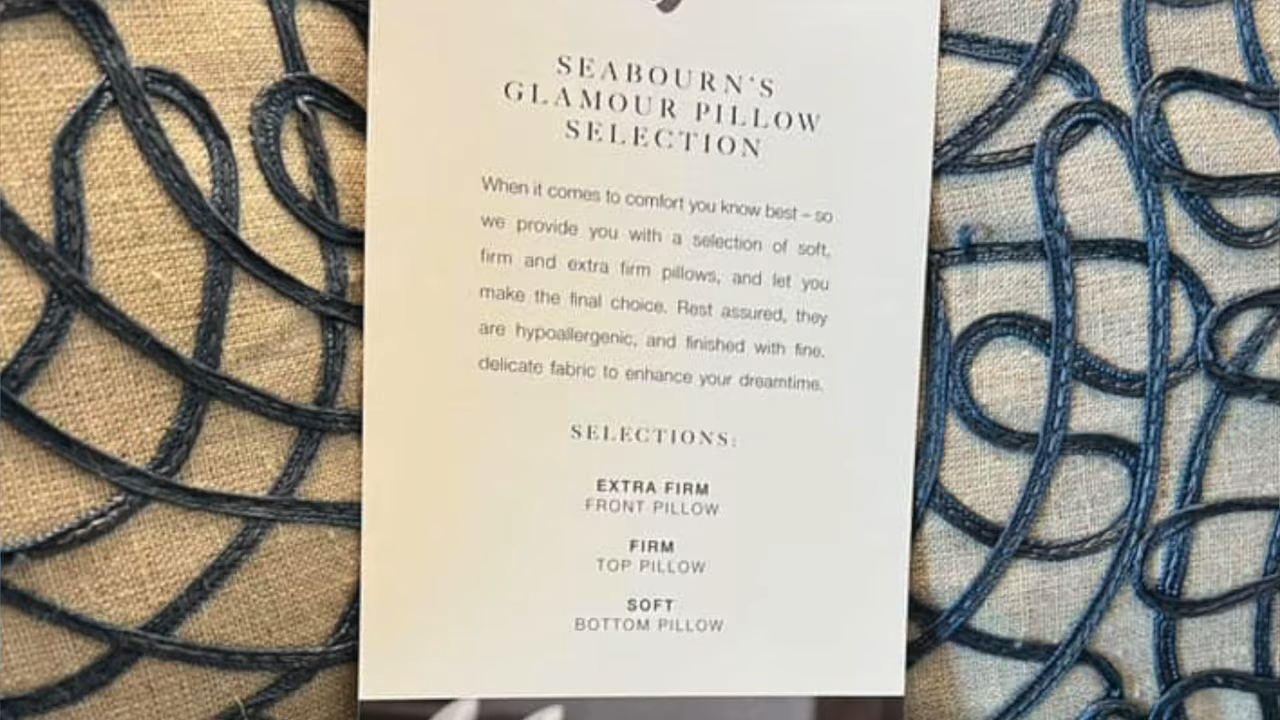 SEABOURN'S
GLAMOUR PILLOW
SELECTION
When it comes to comfort you know best – so
we provide you with a selection of soft,
firm and extra firm pillows, and let you
make the final choice. Rest assured, they
are hypoallergenic, and finished with fine,
delicate fabric to enhance your dreamtime.
SELECTIONS:
EXTRA FIRM
FRONT PILLOW
FIRM
TOP PILLOW
SOFT
BOTTOM PILLOW